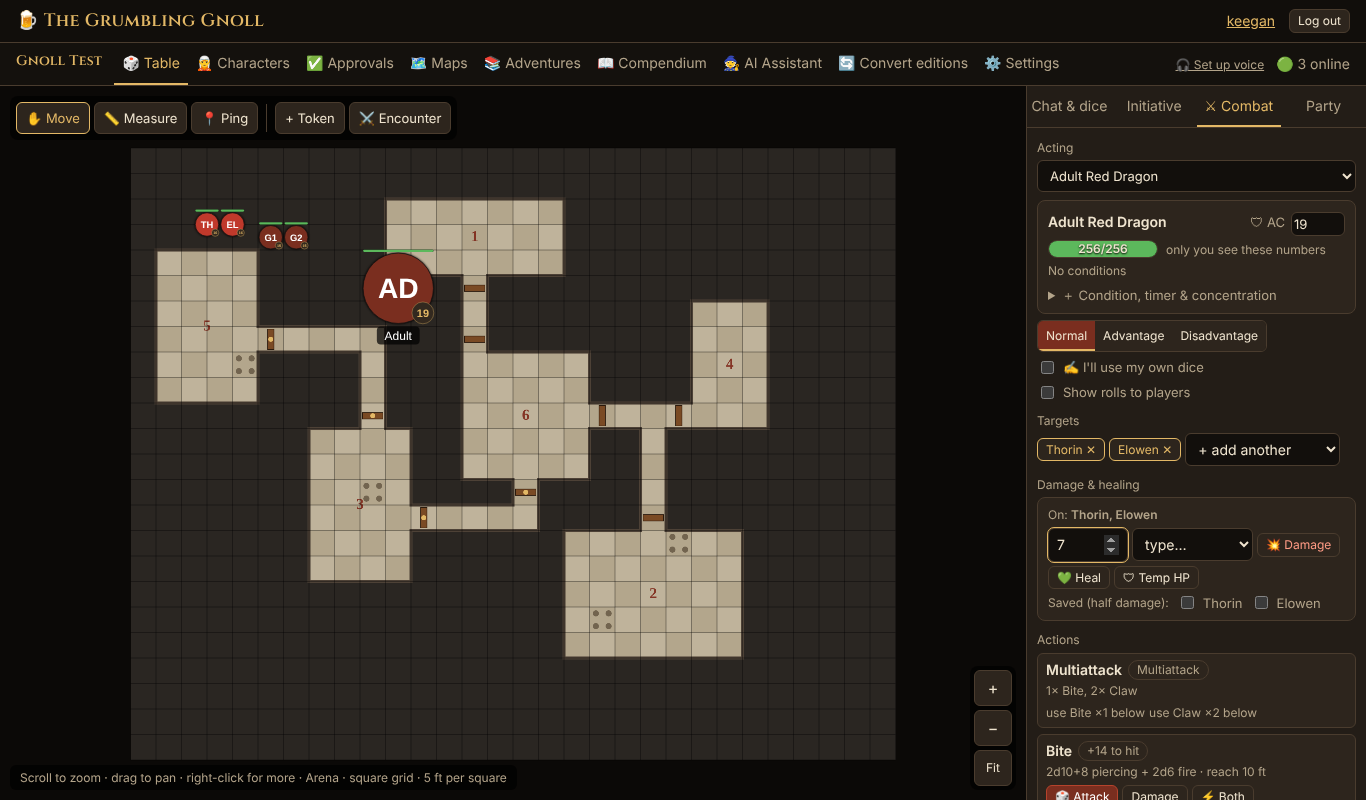 🍺 The Grumbling Gnoll
keegan
Log out
Gnoll Test
🎲 Table
🧝 Characters
✅ Approvals
🗺️ Maps
📚 Adventures
📖 Compendium
🧙 AI Assistant
🔄 Convert editions
⚙️ Settings
🎧 Set up voice
🟢 3 online
✋ Move
📏 Measure
📍 Ping
+ Token
⚔️ Encounter
TH
EL
G1
G2
1
AD
19
Adult
5
4
6
3
2
+
−
Fit
Scroll to zoom · drag to pan · right-click for more · Arena · square grid · 5 ft per square
Chat & dice
Initiative
⚔ Combat
Party
Acting
Adult Red Dragon
Adult Red Dragon
🛡 AC 19
256/256 only you see these numbers
No conditions
▶ + Condition, timer & concentration
Normal
Advantage
Disadvantage
✍️ I'll use my own dice
Show rolls to players
Targets
Thorin ✕
Elowen ✕
+ add another
Damage & healing
On: Thorin, Elowen
7
type...
💥 Damage
💚 Heal
🛡 Temp HP
Saved (half damage): Thorin Elowen
Actions
Multiattack Multiattack
1× Bite, 2× Claw
use Bite ×1 below use Claw ×2 below
Bite +14 to hit
2d10+8 piercing + 2d6 fire · reach 10 ft
🎲 Attack
Damage
⚡ Both